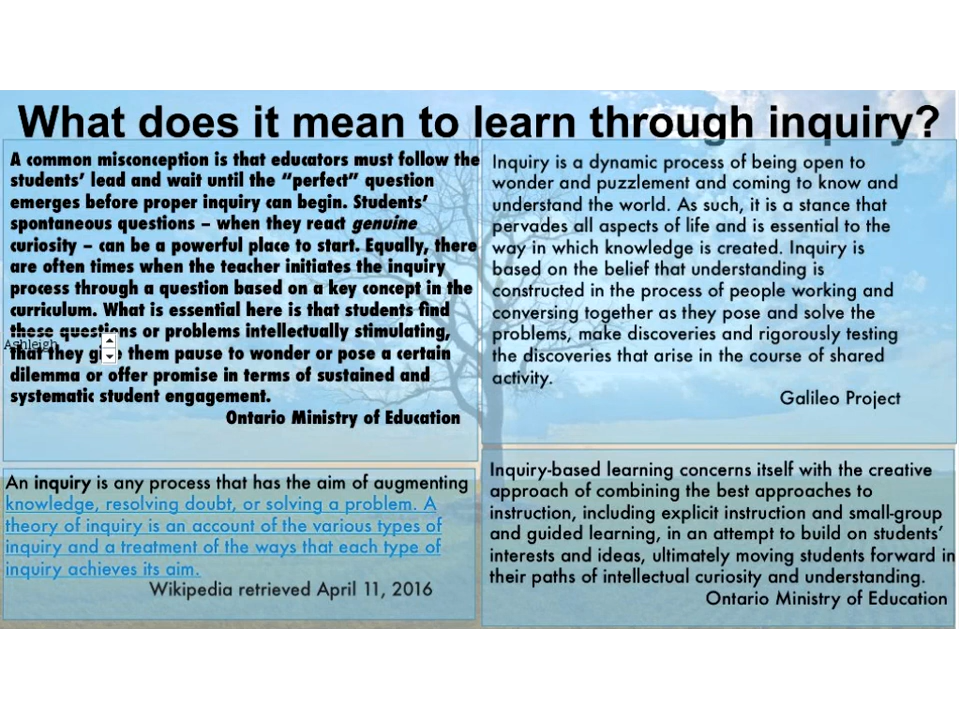 What does it mean to learn through inquiry?
A common misconception is that educators must follow the
students’ lead and wait until the “perfect” question
emerges before proper inquiry can begin. Students’
spontaneous questions – when they react genuine
curiosity – can be a powerful place to start. Equally, there
are often times when the teacher initiates the inquiry
process through a question based on a key concept in the
curriculum. What is essential here is that students find
these questions or problems intellectually stimulating,
that they give them pause to wonder or pose a certain
dilemma or offer promise in terms of sustained and
systematic student engagement.
Ontario Ministry of Education
Ashleigh
An inquiry is any process that has the aim of augmenting
knowledge, resolving doubt, or solving a problem. A
theory of inquiry is an account of the various types of
inquiry and a treatment of the ways that each type of
inquiry achieves its aim.
Wikipedia retrieved April 11, 2016
Inquiry is a dynamic process of being open to
wonder and puzzlement and coming to know and
understand the world. As such, it is a stance that
pervades all aspects of life and is essential to the
way in which knowledge is created. Inquiry is
based on the belief that understanding is
constructed in the process of people working and
conversing together as they pose and solve the
problems, make discoveries and rigorously testing
the discoveries that arise in the course of shared
activity.
Galileo Project
Inquiry-based learning concerns itself with the creative
approach of combining the best approaches to
instruction, including explicit instruction and small-group
and guided learning, in an attempt to build on students’
interests and ideas, ultimately moving students forward in
their paths of intellectual curiosity and understanding.
Ontario Ministry of Education